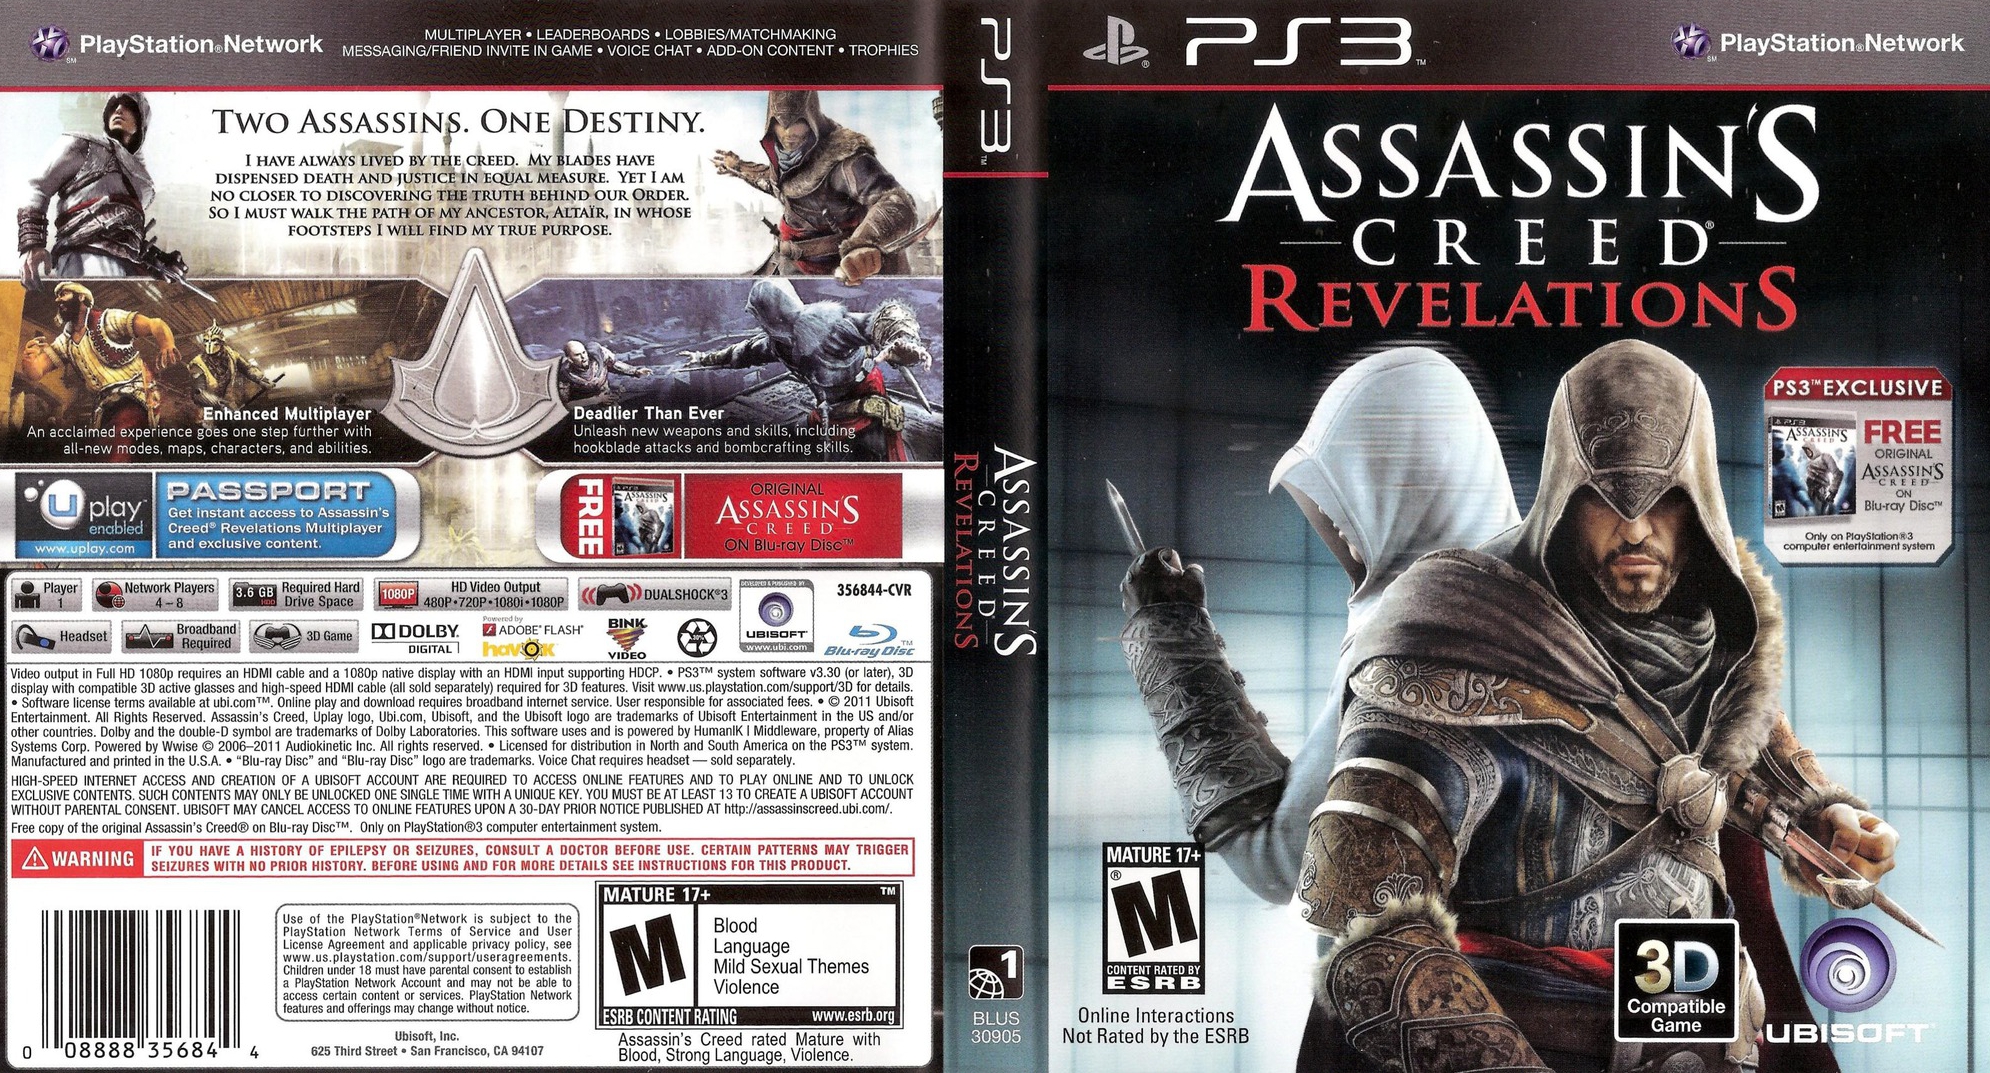 PlayStation®Network
SM
MULTIPLAYER • LEADERBOARDS • LOBBIES/MATCHMAKING
MESSAGING/FRIEND INVITE IN GAME • VOICE CHAT • ADD-ON CONTENT • TROPHIES
TWO ASSASSINS. ONE DESTINY.
I HAVE ALWAYS LIVED BY THE CREED. MY BLADES HAVE
DISPENSED DEATH AND JUSTICE IN EQUAL MEASURE. YET I AM
NO CLOSER TO DISCOVERING THE TRUTH BEHIND OUR ORDER.
SO I MUST WALK THE PATH OF MY ANCESTOR, ALTAÏR, IN WHOSE
FOOTSTEPS I WILL FIND MY TRUE PURPOSE.
Enhanced Multiplayer
An acclaimed experience goes one step further with
all-new modes, maps, characters, and abilities.
Deadlier Than Ever
Unleash new weapons and skills, including
hookblade attacks and bombcrafting skills.
U play™
enabled
www.uplay.com
PASSPORT
Get instant access to Assassin's
Creed® Revelations Multiplayer
and exclusive content.
FREE
ASSASSIN'S
ORIGINAL
ASSASSIN'S
CREED
ON Blu-ray Disc™
Player
1
Network Players
4 – 8
3.6 GB
HDD
Required Hard
Drive Space
1080P
HD Video Output
480P•720P•1080i•1080P
DUALSHOCK®3
DEVELOPED & PUBLISHED BY
UBISOFT
www.ubi.com
356844-CVR
Blu-ray Disc™
Headset
Broadband
Required
3D Game
DOLBY
DIGITAL
Powered by
ADOBE® FLASH®
havok
BINK
VIDEO
30%
Video output in Full HD 1080p requires an HDMI cable and a 1080p native display with an HDMI input supporting HDCP. • PS3™ system software v3.30 (or later), 3D
display with compatible 3D active glasses and high-speed HDMI cable (all sold separately) required for 3D features. Visit www.us.playstation.com/support/3D for details.
• Software license terms available at ubi.com™. Online play and download requires broadband internet service. User responsible for associated fees. • © 2011 Ubisoft
Entertainment. All Rights Reserved. Assassin's Creed, Uplay logo, Ubi.com, Ubisoft, and the Ubisoft logo are trademarks of Ubisoft Entertainment in the US and/or
other countries. Dolby and the double-D symbol are trademarks of Dolby Laboratories. This software uses and is powered by HumanIK | Middleware, property of Alias
Systems Corp. Powered by Wwise © 2006–2011 Audiokinetic Inc. All rights reserved. • Licensed for distribution in North and South America on the PS3™ system.
Manufactured and printed in the U.S.A. • "Blu-ray Disc" and "Blu-ray Disc" logo are trademarks. Voice Chat requires headset — sold separately.
HIGH-SPEED INTERNET ACCESS AND CREATION OF A UBISOFT ACCOUNT ARE REQUIRED TO ACCESS ONLINE FEATURES AND TO PLAY ONLINE AND TO UNLOCK
EXCLUSIVE CONTENTS. SUCH CONTENTS MAY ONLY BE UNLOCKED ONE SINGLE TIME WITH A UNIQUE KEY. YOU MUST BE AT LEAST 13 TO CREATE A UBISOFT ACCOUNT
WITHOUT PARENTAL CONSENT. UBISOFT MAY CANCEL ACCESS TO ONLINE FEATURES UPON A 30-DAY PRIOR NOTICE PUBLISHED AT http://assassinscreed.ubi.com/.
Free copy of the original Assassin's Creed® on Blu-ray Disc™. Only on PlayStation®3 computer entertainment system.
WARNING
IF YOU HAVE A HISTORY OF EPILEPSY OR SEIZURES, CONSULT A DOCTOR BEFORE USE. CERTAIN PATTERNS MAY TRIGGER
SEIZURES WITH NO PRIOR HISTORY. BEFORE USING AND FOR MORE DETAILS SEE INSTRUCTIONS FOR THIS PRODUCT.
0 08888 35684 4
Use of the PlayStation®Network is subject to the
PlayStation Network Terms of Service and User
License Agreement and applicable privacy policy, see
www.us.playstation.com/support/useragreements.
Children under 18 must have parental consent to establish
a PlayStation Network Account and may not be able to
access certain content or services. PlayStation Network
features and offerings may change without notice.
Ubisoft, Inc.
625 Third Street • San Francisco, CA 94107
MATURE 17+ ™
M
Blood
Language
Mild Sexual Themes
Violence
ESRB CONTENT RATING www.esrb.org
Assassin's Creed rated Mature with
Blood, Strong Language, Violence.
PS3™
ASSASSIN'S
CREED
REVELATIONS
1
BLUS
30905
PS3™
PlayStation®Network
SM
ASSASSIN'S
CREED®
REVELATIONS
PS3™ EXCLUSIVE
PS3
ASSASSIN'S
FREE
ORIGINAL
ASSASSIN'S
CREED
ON
Blu-ray Disc™
Only on PlayStation®3
computer entertainment system
MATURE 17+
®
M
CONTENT RATED BY
ESRB
Online Interactions
Not Rated by the ESRB
3D
Compatible
Game
UBISOFT™